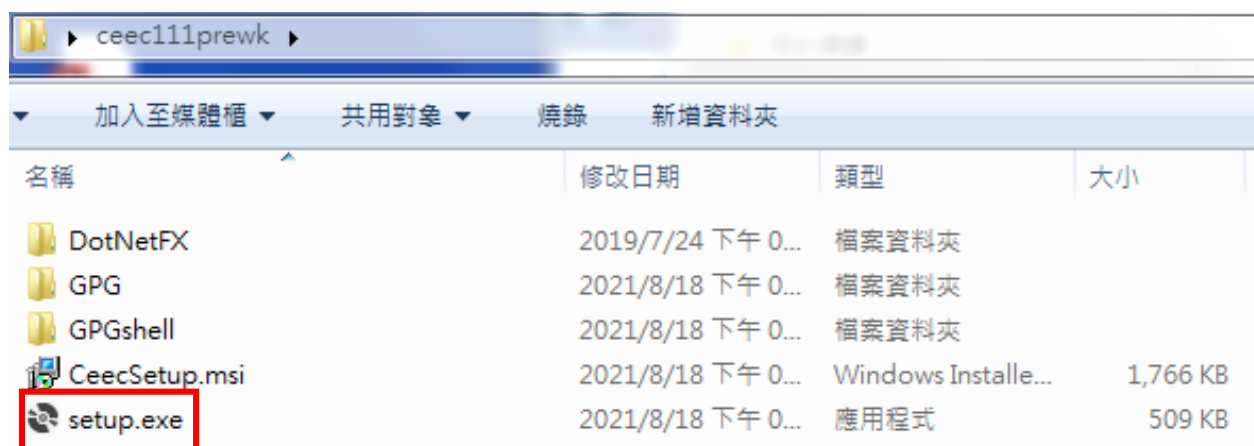 ceec111prewk
加入至媒體櫃 共用對象 燒錄 新增資料夾
名稱 修改日期 類型 大小
DotNetFX 2019/7/24 下午 0... 檔案資料夾
GPG 2021/8/18 下午 0... 檔案資料夾
GPGshell 2021/8/18 下午 0... 檔案資料夾
CeecSetup.msi 2021/8/18 下午 0... Windows Installe... 1,766 KB
setup.exe 2021/8/18 下午 0... 應用程式 509 KB